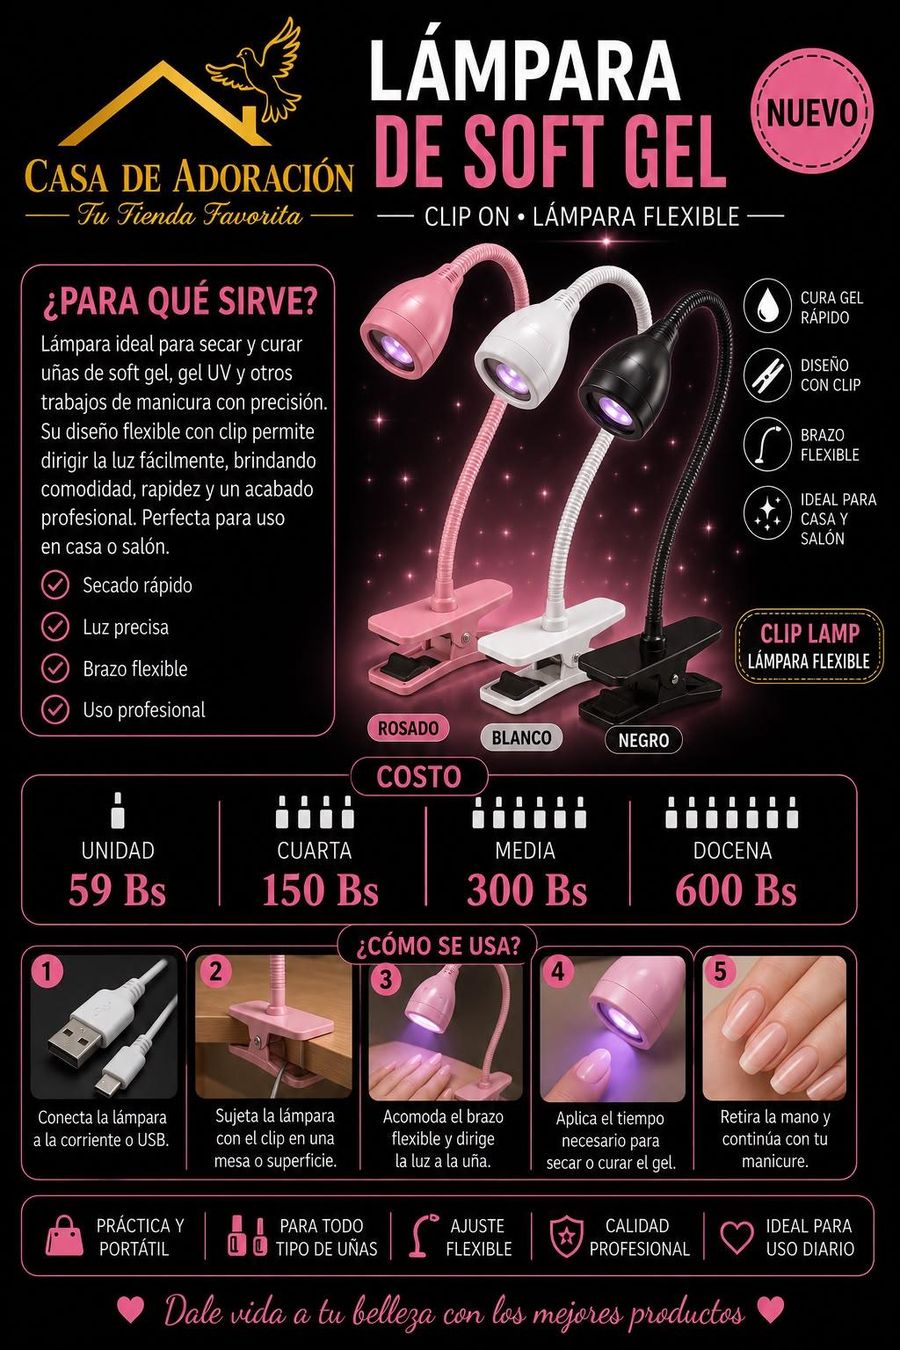 CASA DE ADORACIÓN
Tu Tienda Favorita
LÁMPARA
DE SOFT GEL
CLIP ON • LÁMPARA FLEXIBLE
NUEVO
¿PARA QUÉ SIRVE?
Lámpara ideal para secar y curar
uñas de soft gel, gel UV y otros
trabajos de manicura con precisión.
Su diseño flexible con clip permite
dirigir la luz fácilmente, brindando
comodidad, rapidez y un acabado
profesional. Perfecta para uso
en casa o salón.
Secado rápido
Luz precisa
Brazo flexible
Uso profesional
CURA GEL
RÁPIDO
DISEÑO
CON CLIP
BRAZO
FLEXIBLE
IDEAL PARA
CASA Y
SALÓN
CLIP LAMP
LÁMPARA FLEXIBLE
ROSADO
BLANCO
NEGRO
COSTO
UNIDAD
59 Bs
CUARTA
150 Bs
MEDIA
300 Bs
DOCENA
600 Bs
¿CÓMO SE USA?
1
Conecta la lámpara
a la corriente o USB.
2
Sujeta la lámpara
con el clip en una
mesa o superficie.
3
Acomoda el brazo
flexible y dirige
la luz a la uña.
4
Aplica el tiempo
necesario para
secar o curar el gel.
5
Retira la mano y
continúa con tu
manicure.
PRÁCTICA Y
PORTÁTIL
PARA TODO
TIPO DE UÑAS
AJUSTE
FLEXIBLE
CALIDAD
PROFESIONAL
IDEAL PARA
USO DIARIO
Dale vida a tu belleza con los mejores productos